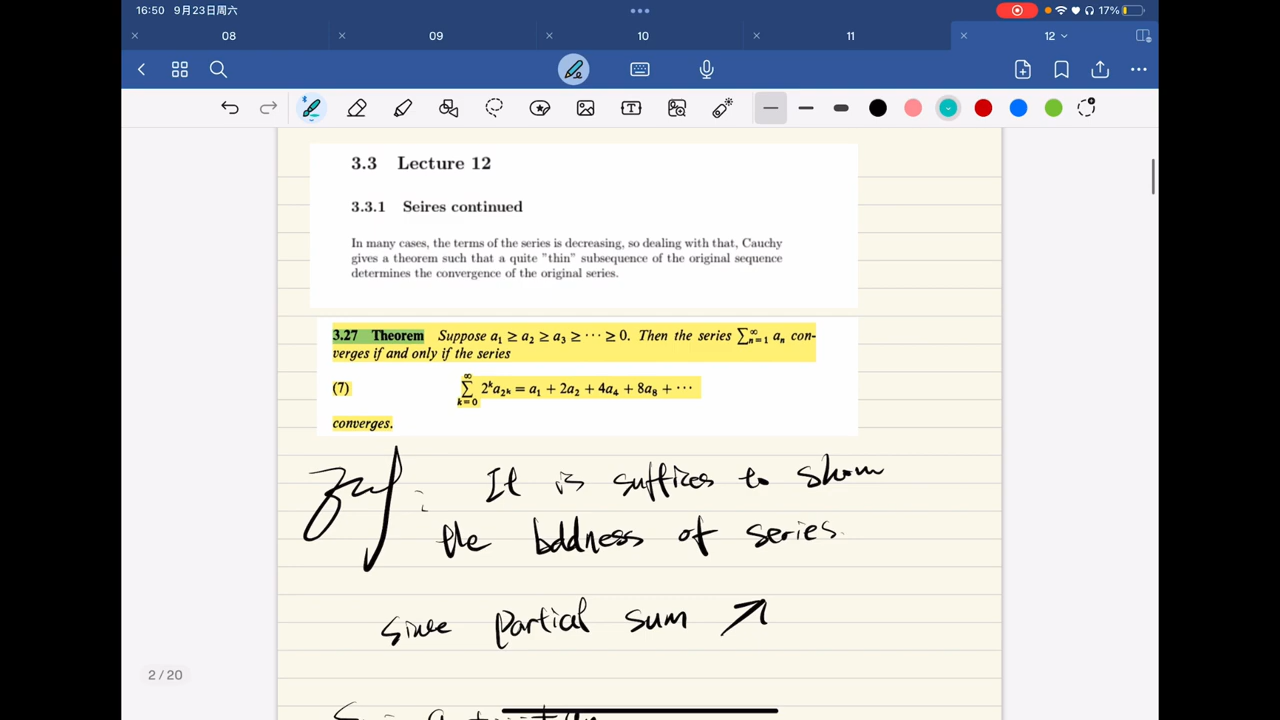 16:50 9月23日周六
17%
08
09
10
11
12
3.3 Lecture 12
3.3.1 Seires continued
In many cases, the terms of the series is decreasing, so dealing with that, Cauchy
gives a theorem such that a quite "thin" subsequence of the original sequence
determines the convergence of the original series.
3.27 Theorem Suppose a₁ ≥ a₂ ≥ a₃ ≥ ⋯ ≥ 0. Then the series ∑_{n=1}^{∞} aₙ con-
verges if and only if the series
(7) ∑_{k=0}^{∞} 2^k a_{2^k} = a₁ + 2a₂ + 4a₄ + 8a₈ + ⋯
converges.
: It is suffices to show
the bddness of series.
since partial sum ↗
2 / 20